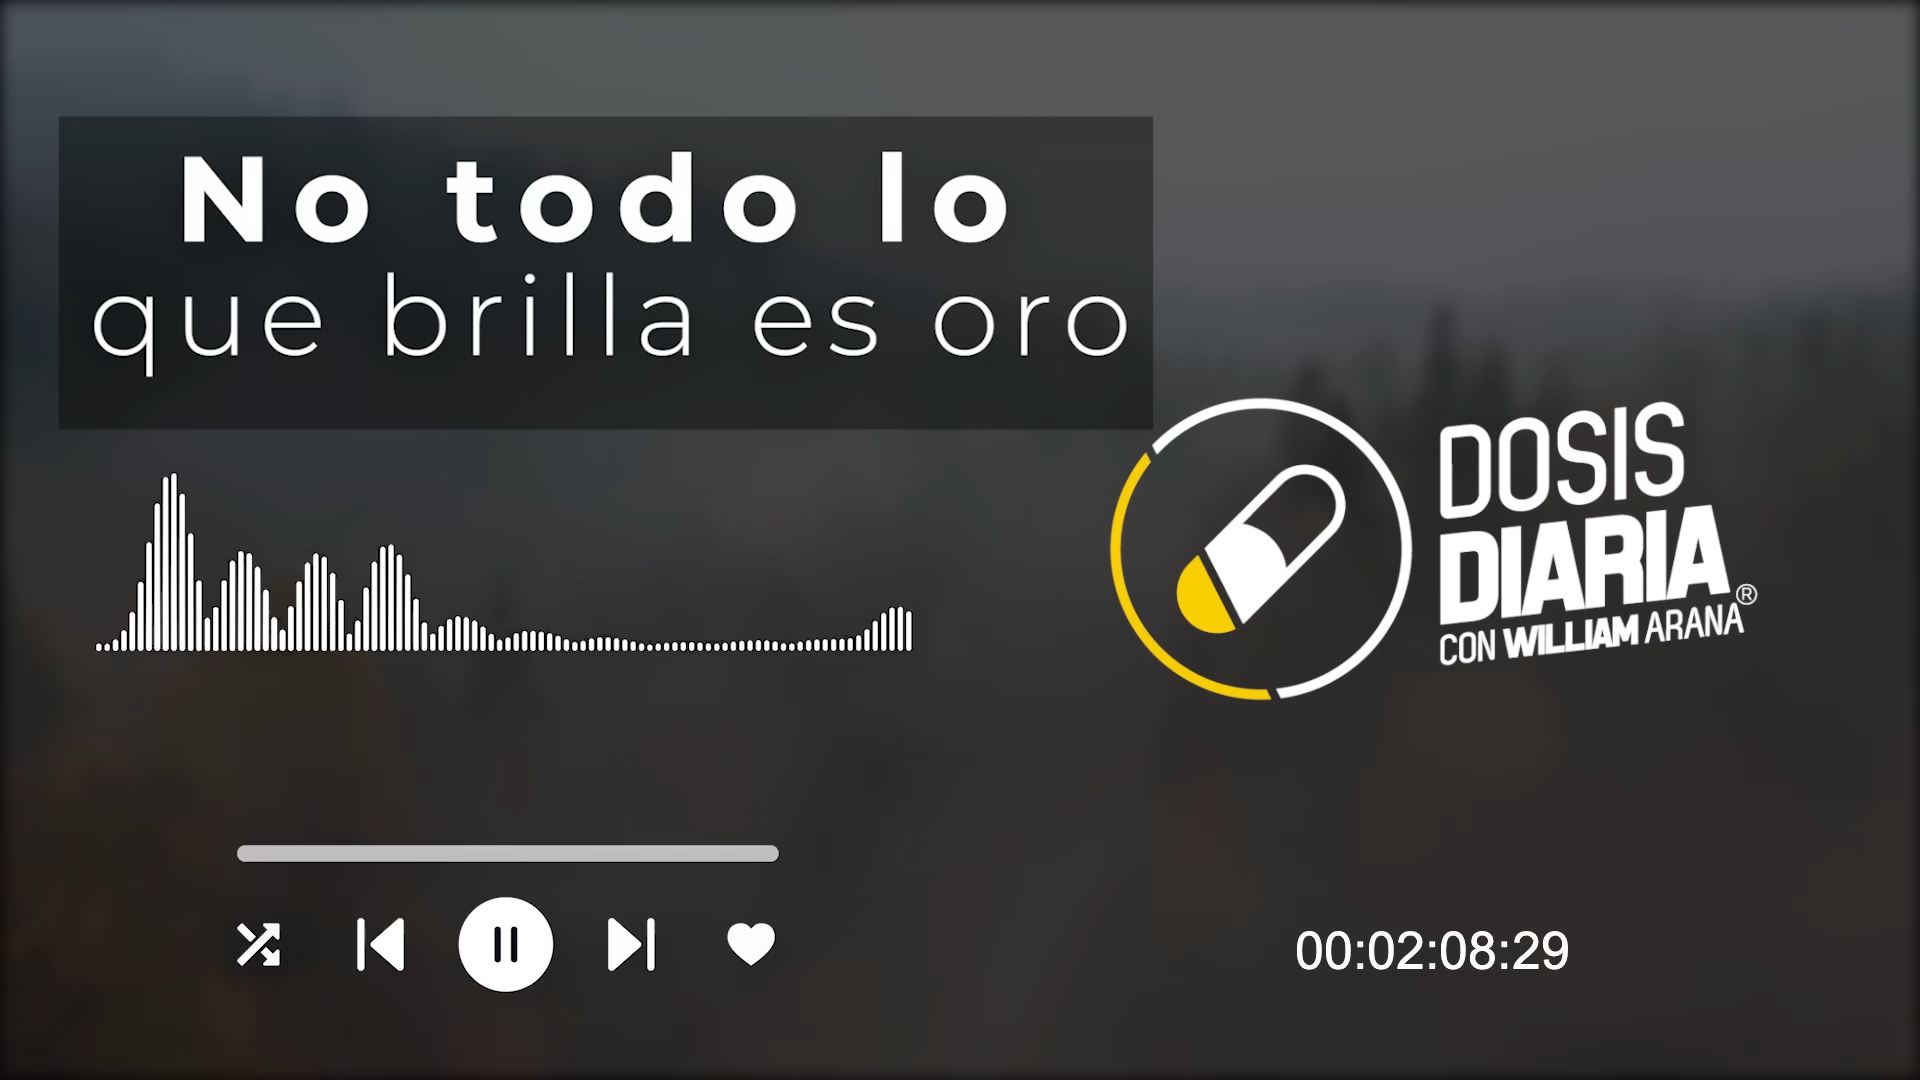 No todo lo
que brilla es oro
DOSIS
DIARIA®
CON WILLIAM ARANA
00:02:08:29